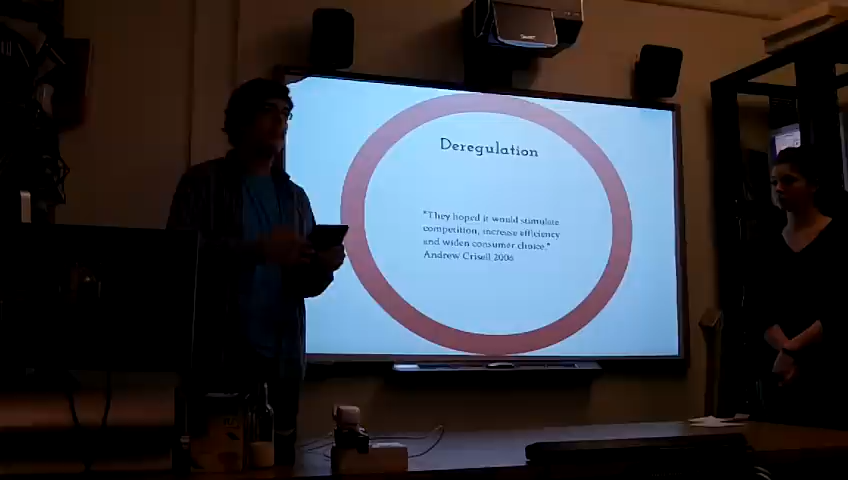 Deregulation
"They hoped it would stimulate
competition, increase efficiency
and widen consumer choice."
Andrew Crisell 2006